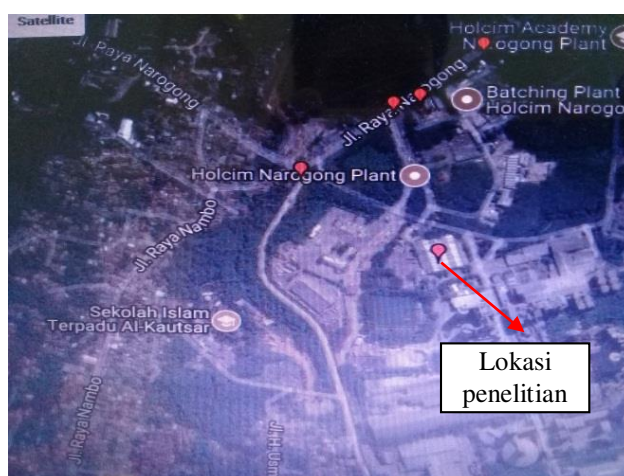 Satellite
Holcim Academy
Narogong Plant
Jl. Raya Narogong
Jl. Raya Narogong
Batching Plant
Holcim Narogo
Holcim Narogong Plant
Jl. Raya Nambo
Sekolah Islam
Terpadu Al-Kautsar
Lokasi
penelitian
Jl. Raya Nambo